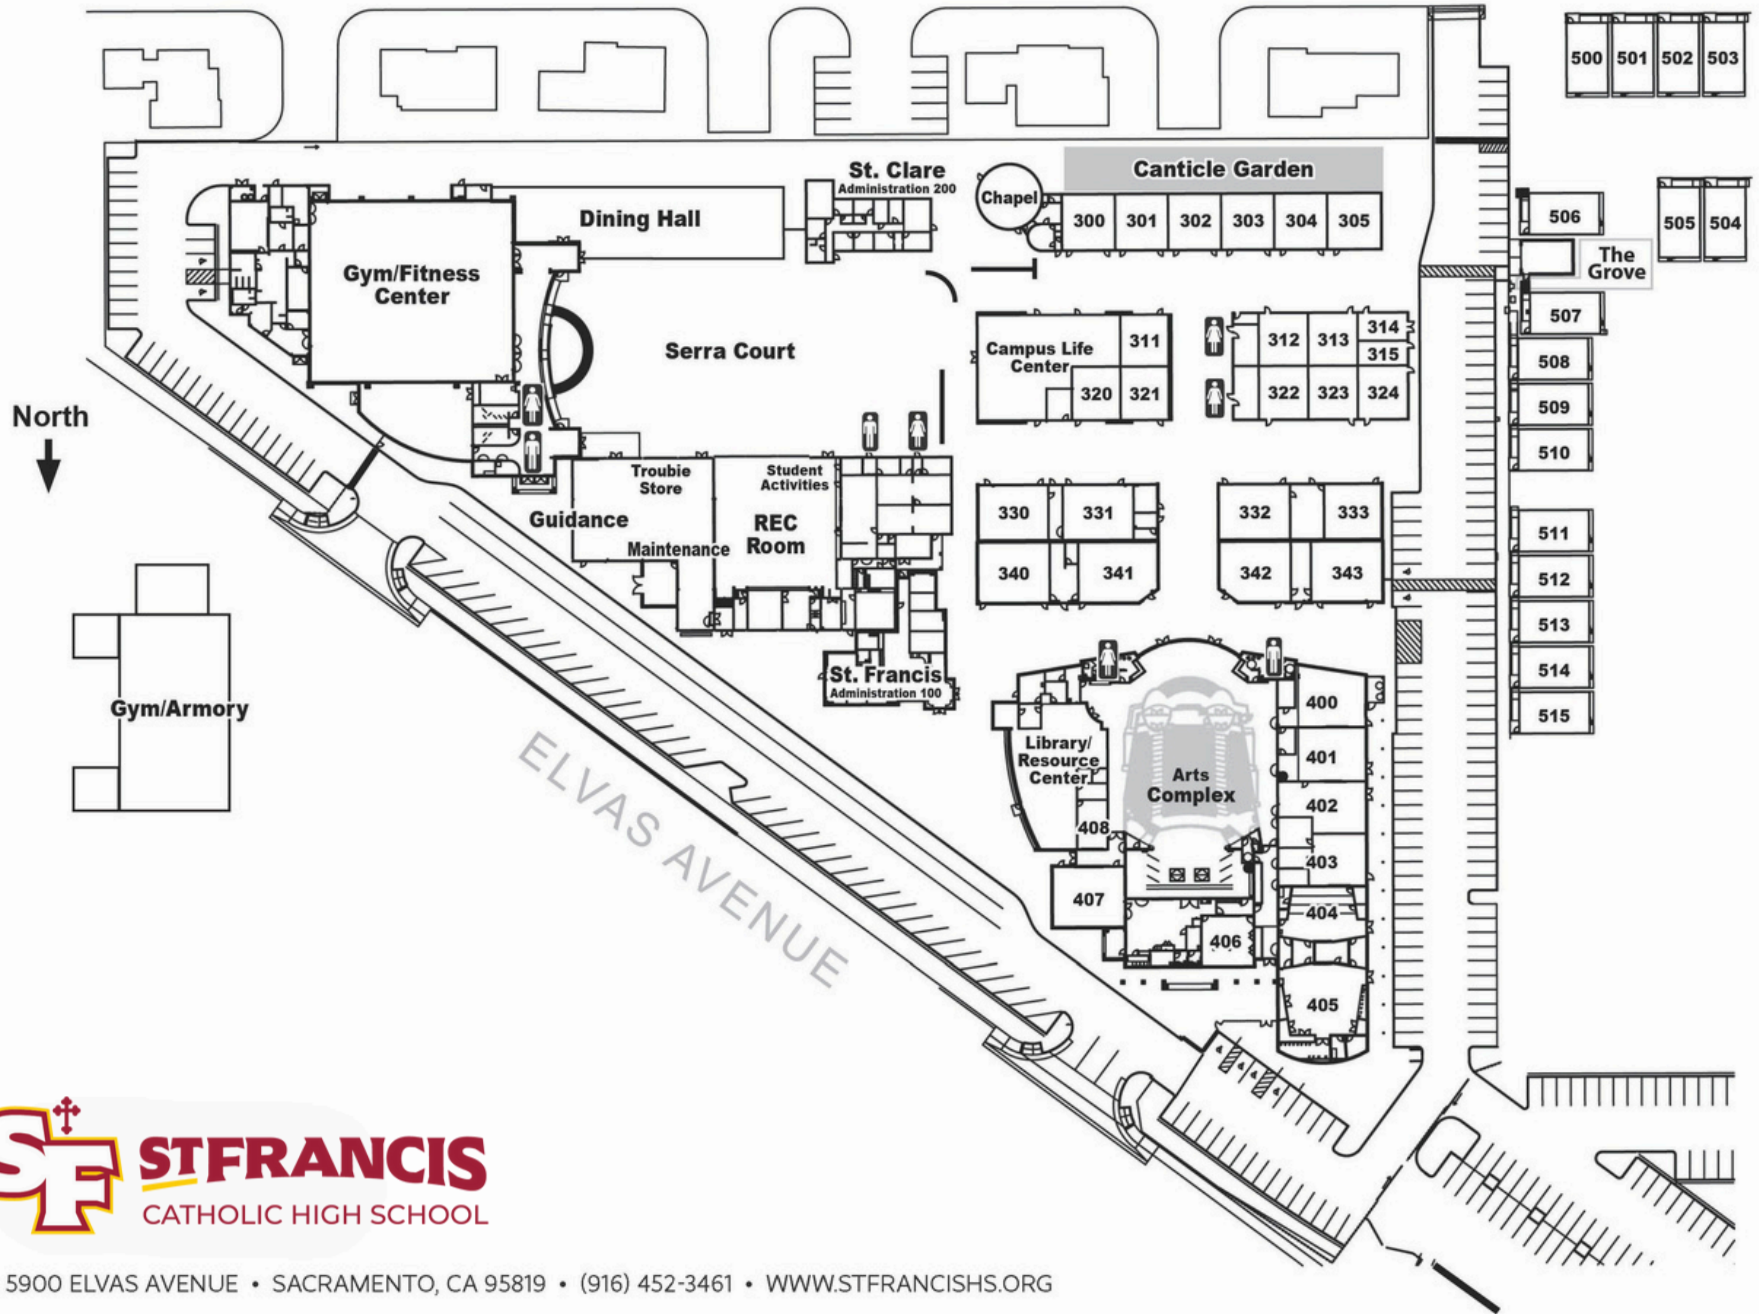 500 501 502 503
St. Clare
Administration 200
Canticle Garden
Chapel
300 301 302 303 304 305
506
505 504
The
Grove
507
Dining Hall
Gym/Fitness
Center
Serra Court
Campus Life
Center
311
320 321
312 313 314
315
322 323 324
508
509
510
North
Troubie
Store
Student
Activities
Guidance
REC
Room
Maintenance
330 331
340 341
332 333
342 343
511
512
513
514
515
St. Francis
Administration 100
Gym/Armory
Library/
Resource
Center
Arts
Complex
400
401
402
403
404
405
406
407
408
ELVAS AVENUE
SF
ST FRANCIS
CATHOLIC HIGH SCHOOL
5900 ELVAS AVENUE • SACRAMENTO, CA 95819 • (916) 452-3461 • WWW.STFRANCISHS.ORG